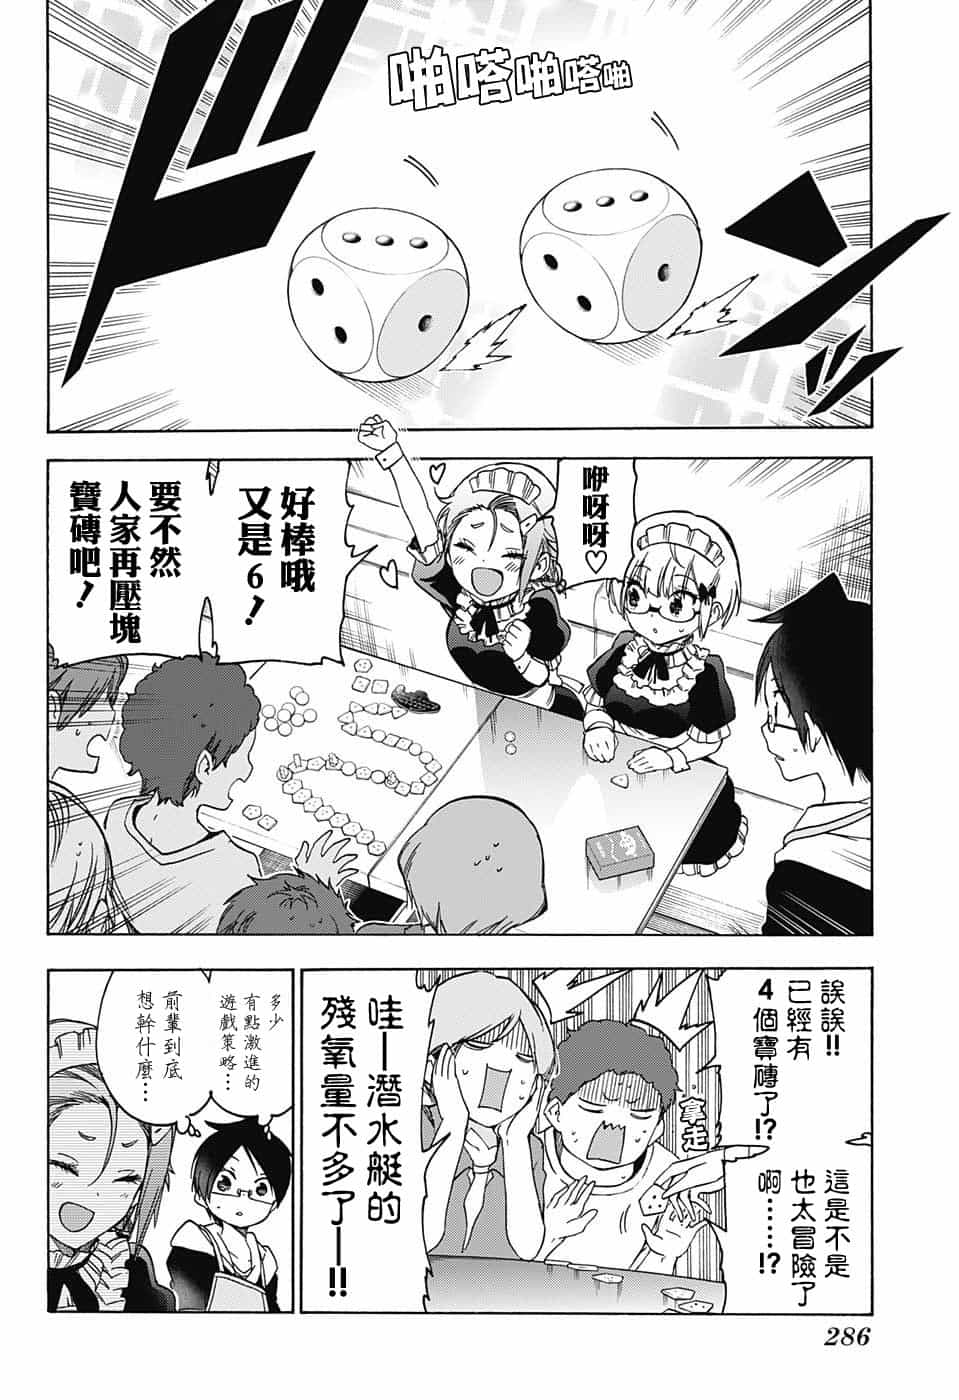 啪嗒啪嗒啪
咿呀呀♡
好棒哦
又是6！
要不然
人家再壓塊
寶磚吧！
誒誒!!
已經有
4個寶磚了!?
這是不是
也太冒險了
啊……!?
拿走
哇——潛水艇的
殘氧量不多了——!!
多少
有點激進的
遊戲策略…
前輩到底
想幹什麼…
286